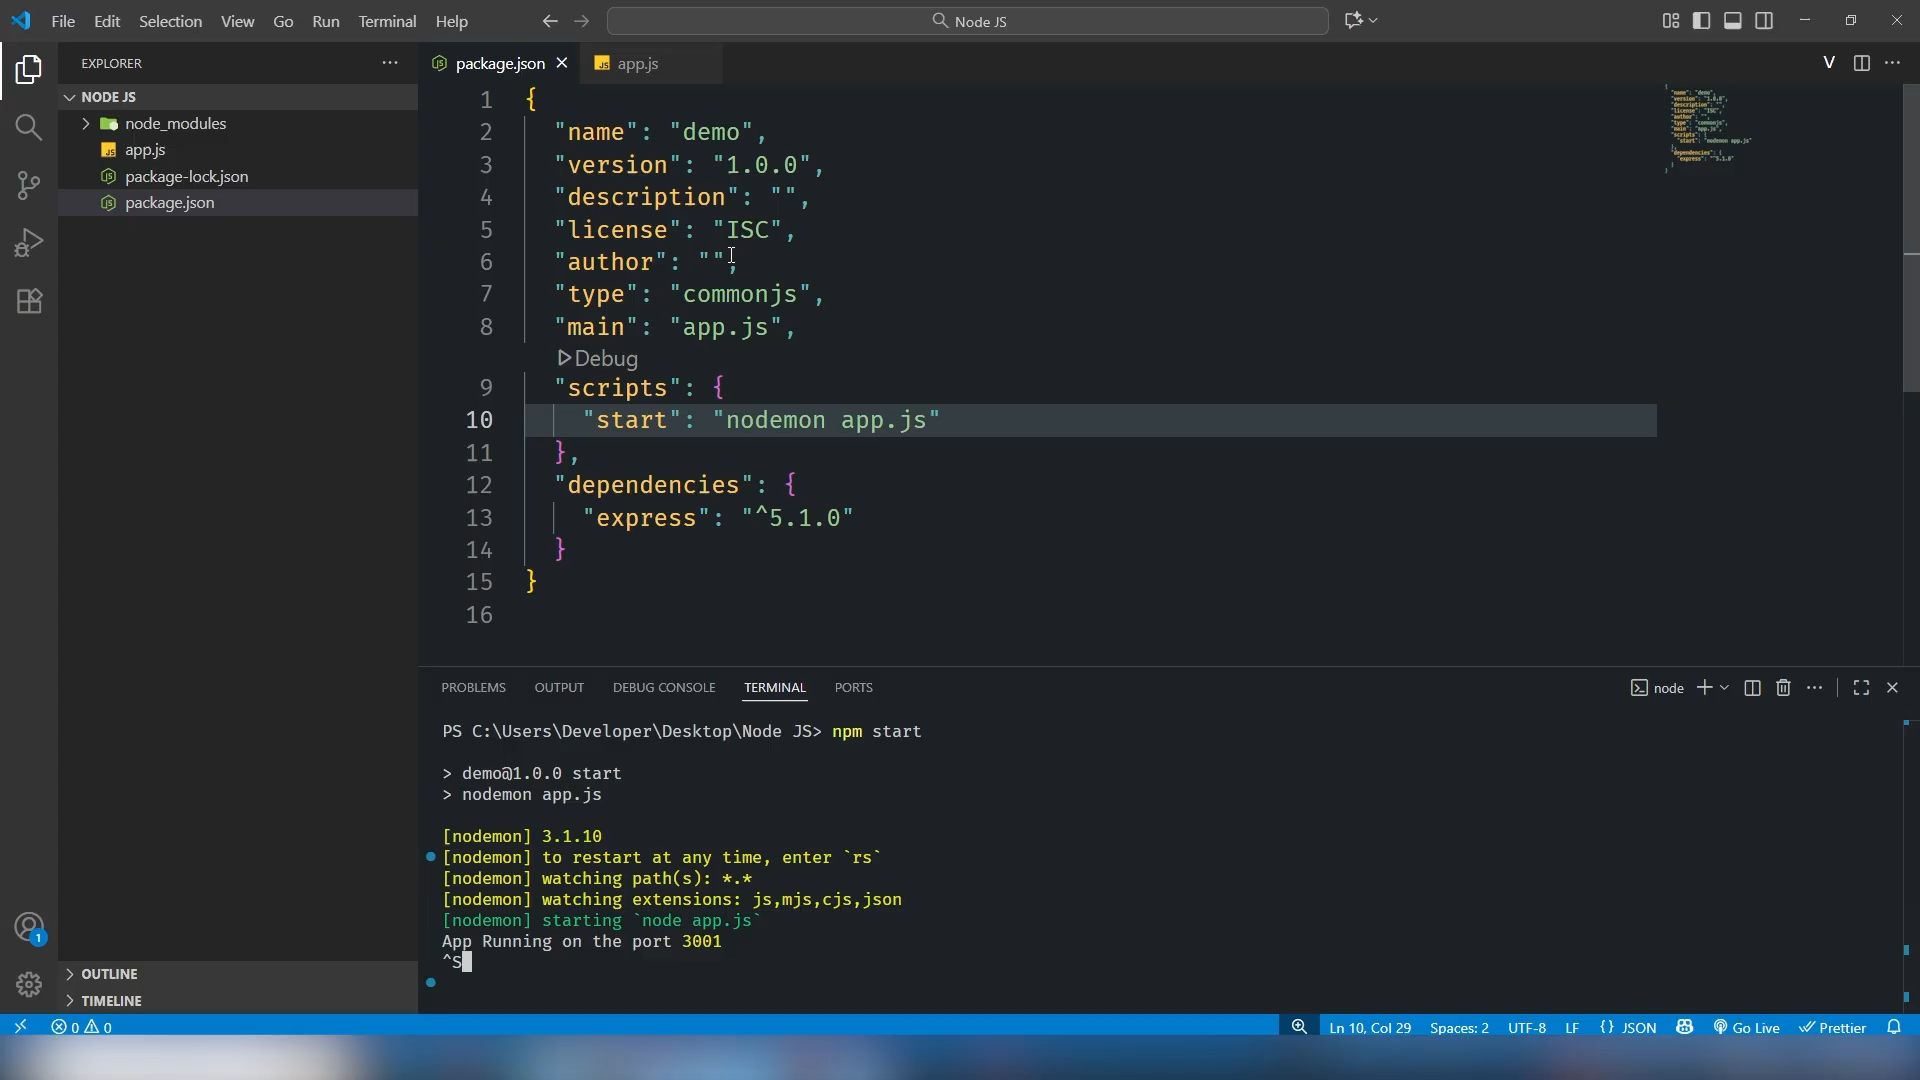 File Edit Selection View Go Run Terminal Help
Node JS
EXPLORER
NODE JS
node_modules
app.js
package-lock.json
package.json
OUTLINE
TIMELINE
package.json
app.js
V
1 {
2 "name": "demo",
3 "version": "1.0.0",
4 "description": "",
5 "license": "ISC",
6 "author": "",
7 "type": "commonjs",
8 "main": "app.js",
Debug
9 "scripts": {
10 "start": "nodemon app.js"
11 },
12 "dependencies": {
13 "express": "^5.1.0"
14 }
15 }
16
PROBLEMS OUTPUT DEBUG CONSOLE TERMINAL PORTS
node
PS C:\Users\Developer\Desktop\Node JS> npm start
> demo@1.0.0 start
> nodemon app.js
[nodemon] 3.1.10
[nodemon] to restart at any time, enter `rs`
[nodemon] watching path(s): *.*
[nodemon] watching extensions: js,mjs,cjs,json
[nodemon] starting `node app.js`
App Running on the port 3001
^S
1
0 0
Ln 10, Col 29 Spaces: 2 UTF-8 LF {} JSON Go Live Prettier